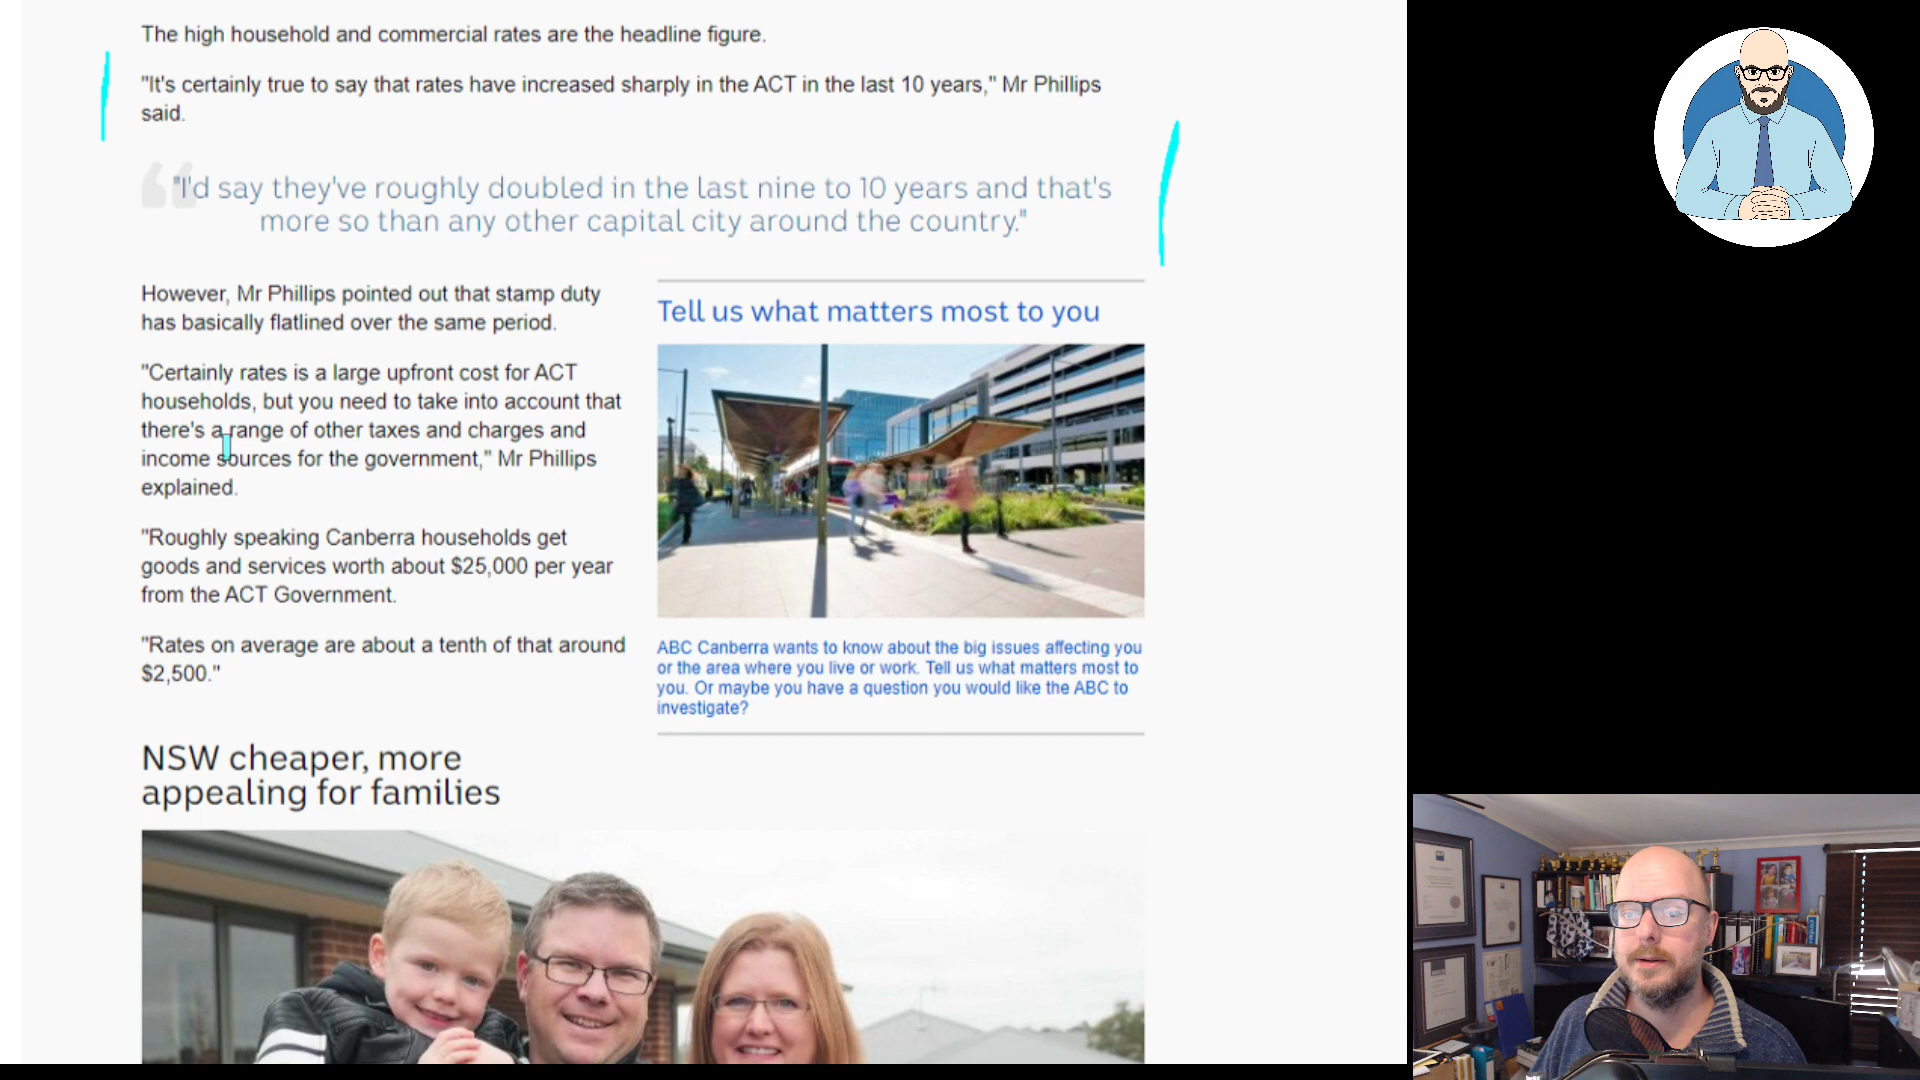 The high household and commercial rates are the headline figure.
"It's certainly true to say that rates have increased sharply in the ACT in the last 10 years," Mr Phillips
said.
"I'd say they've roughly doubled in the last nine to 10 years and that's
more so than any other capital city around the country."
However, Mr Phillips pointed out that stamp duty
has basically flatlined over the same period.
"Certainly rates is a large upfront cost for ACT
households, but you need to take into account that
there's a range of other taxes and charges and
income sources for the government," Mr Phillips
explained.
"Roughly speaking Canberra households get
goods and services worth about $25,000 per year
from the ACT Government.
"Rates on average are about a tenth of that around
$2,500."
Tell us what matters most to you
ABC Canberra wants to know about the big issues affecting you
or the area where you live or work. Tell us what matters most to
you. Or maybe you have a question you would like the ABC to
investigate?
NSW cheaper, more
appealing for families